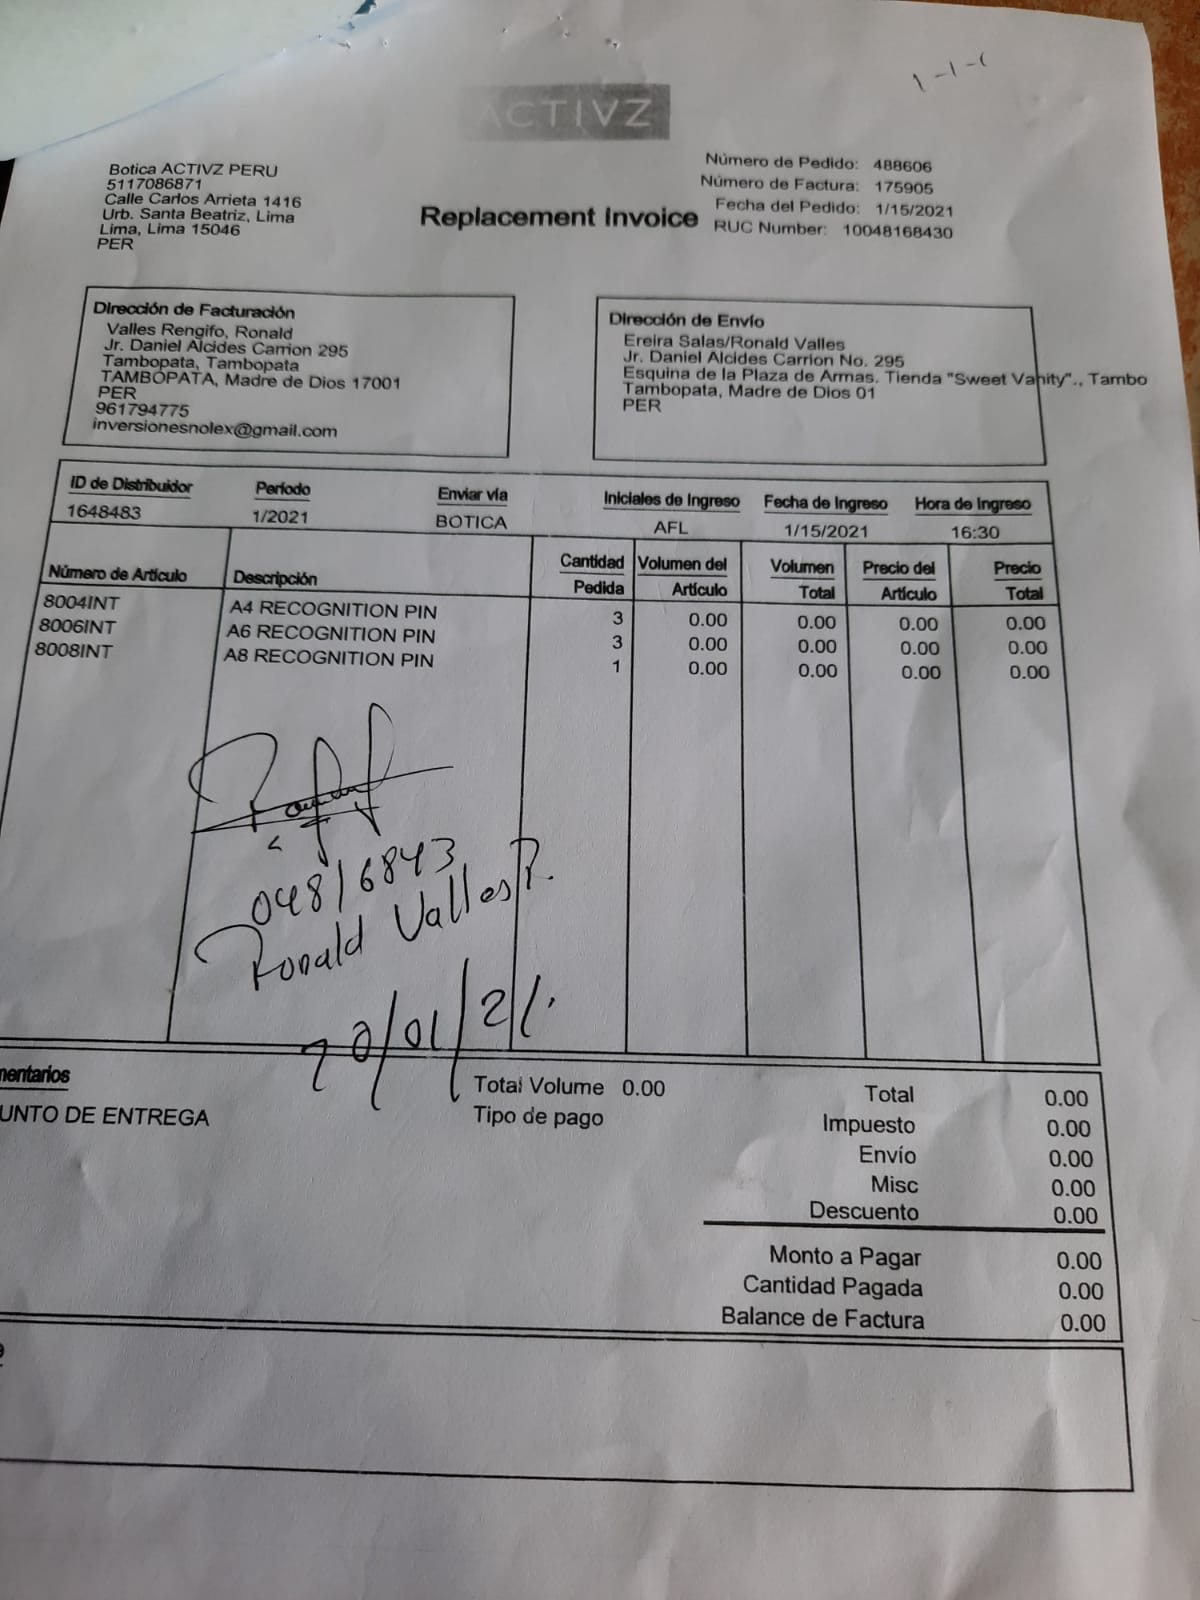 ACTIVZ
1-1-
Botica ACTIVZ PERU
5117086871
Calle Carlos Arrieta 1416
Urb. Santa Beatriz, Lima
Lima, Lima 15046
PER
Replacement Invoice
Número de Pedido: 488606
Número de Factura: 175905
Fecha del Pedido: 1/15/2021
RUC Number: 10048168430
Dirección de Facturación
Valles Rengifo, Ronald
Jr. Daniel Alcides Carrion 295
Tambopata, Tambopata
TAMBOPATA, Madre de Dios 17001
PER
961794775
inversionesnolex@gmail.com
Dirección de Envío
Ereira Salas/Ronald Valles
Jr. Daniel Alcides Carrion No. 295
Esquina de la Plaza de Armas. Tienda "Sweet Vanity"., Tambo
Tambopata, Madre de Dios 01
PER
ID de Distribuidor Período Enviar vía Iniciales de Ingreso Fecha de Ingreso Hora de Ingreso
1648483 1/2021 BOTICA AFL 1/15/2021 16:30
Número de Artículo Descripción Cantidad Pedida Volumen del Artículo Volumen Total Precio del Artículo Precio Total
8004INT A4 RECOGNITION PIN 3 0.00 0.00 0.00 0.00
8006INT A6 RECOGNITION PIN 3 0.00 0.00 0.00 0.00
8008INT A8 RECOGNITION PIN 1 0.00 0.00 0.00 0.00
04816843
Ronald Valles R.
20/01/21.
mentarios
UNTO DE ENTREGA
Total Volume 0.00
Tipo de pago
Total 0.00
Impuesto 0.00
Envío 0.00
Misc 0.00
Descuento 0.00
Monto a Pagar 0.00
Cantidad Pagada 0.00
Balance de Factura 0.00